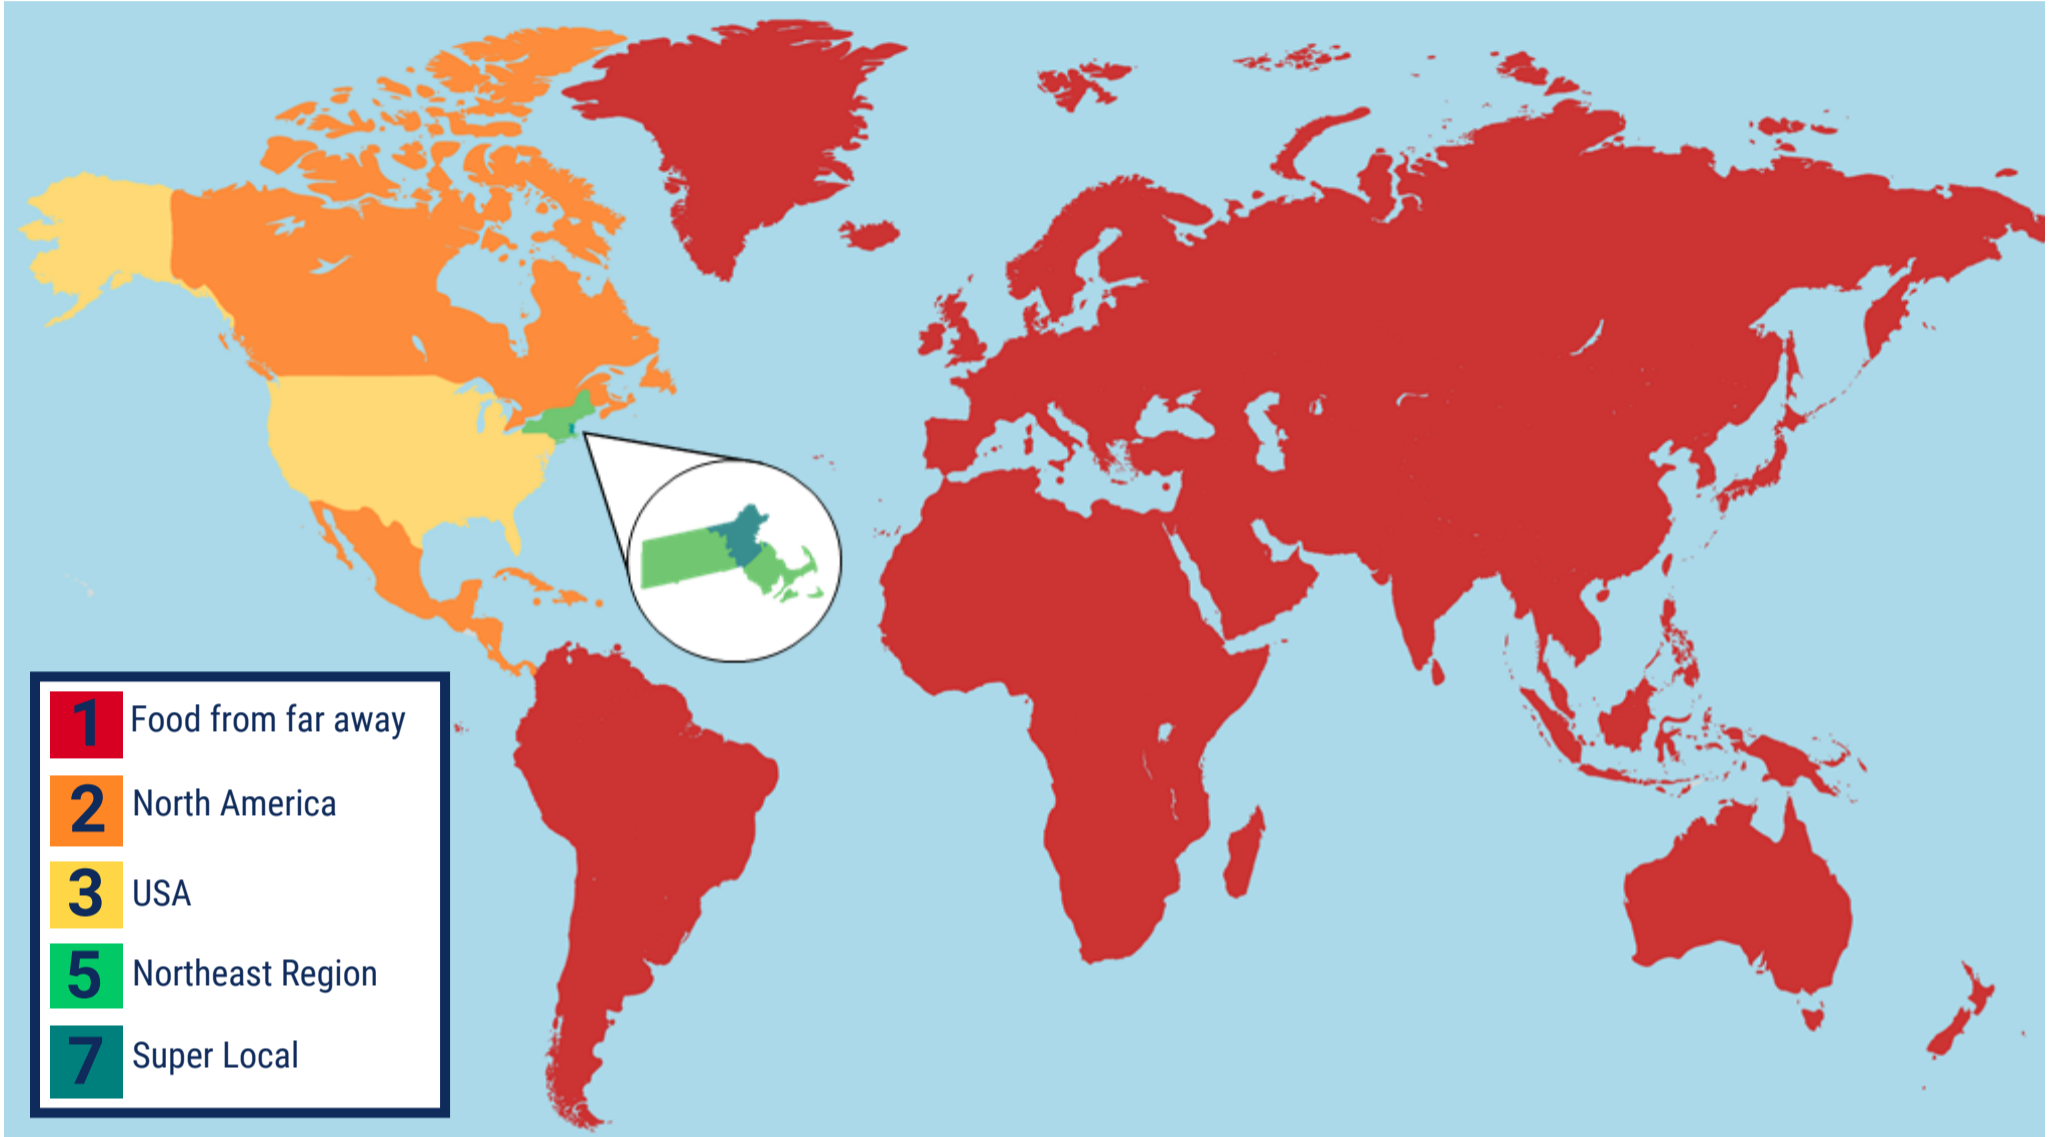 1 Food from far away
2 North America
3 USA
5 Northeast Region
7 Super Local